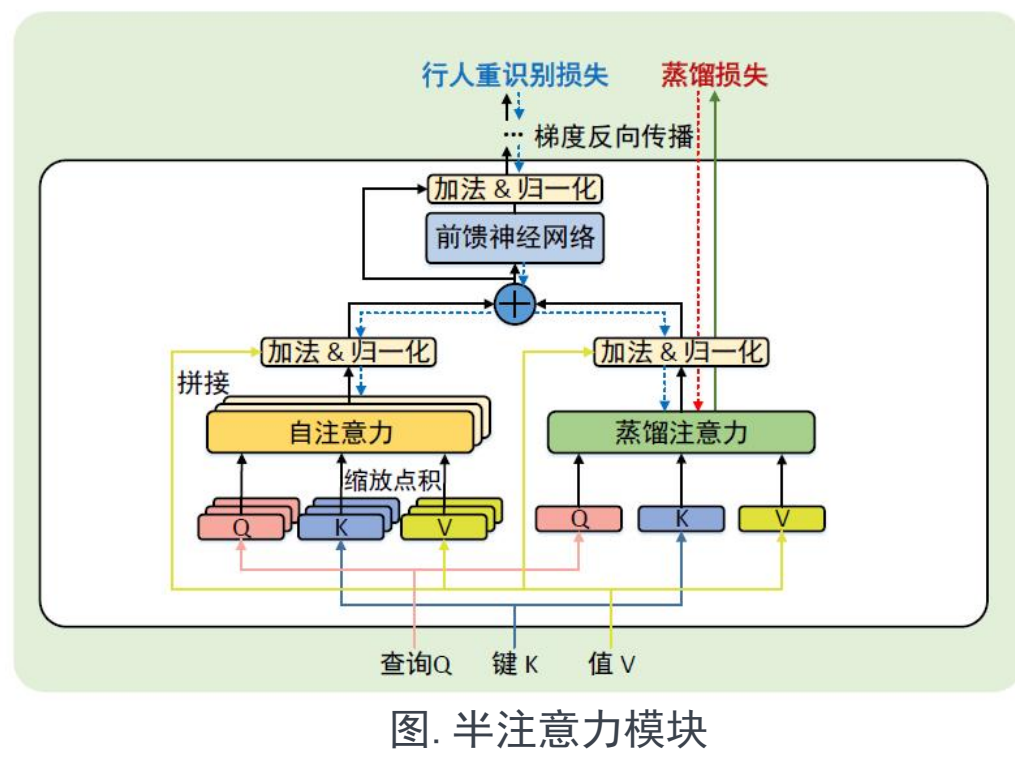 行人重识别损失
蒸馏损失
... 梯度反向传播
加法 & 归一化
前馈神经网络
加法 & 归一化
加法 & 归一化
拼接
自注意力
蒸馏注意力
缩放点积
Q
K
V
Q
K
V
查询Q
键 K
值 V
图. 半注意力模块